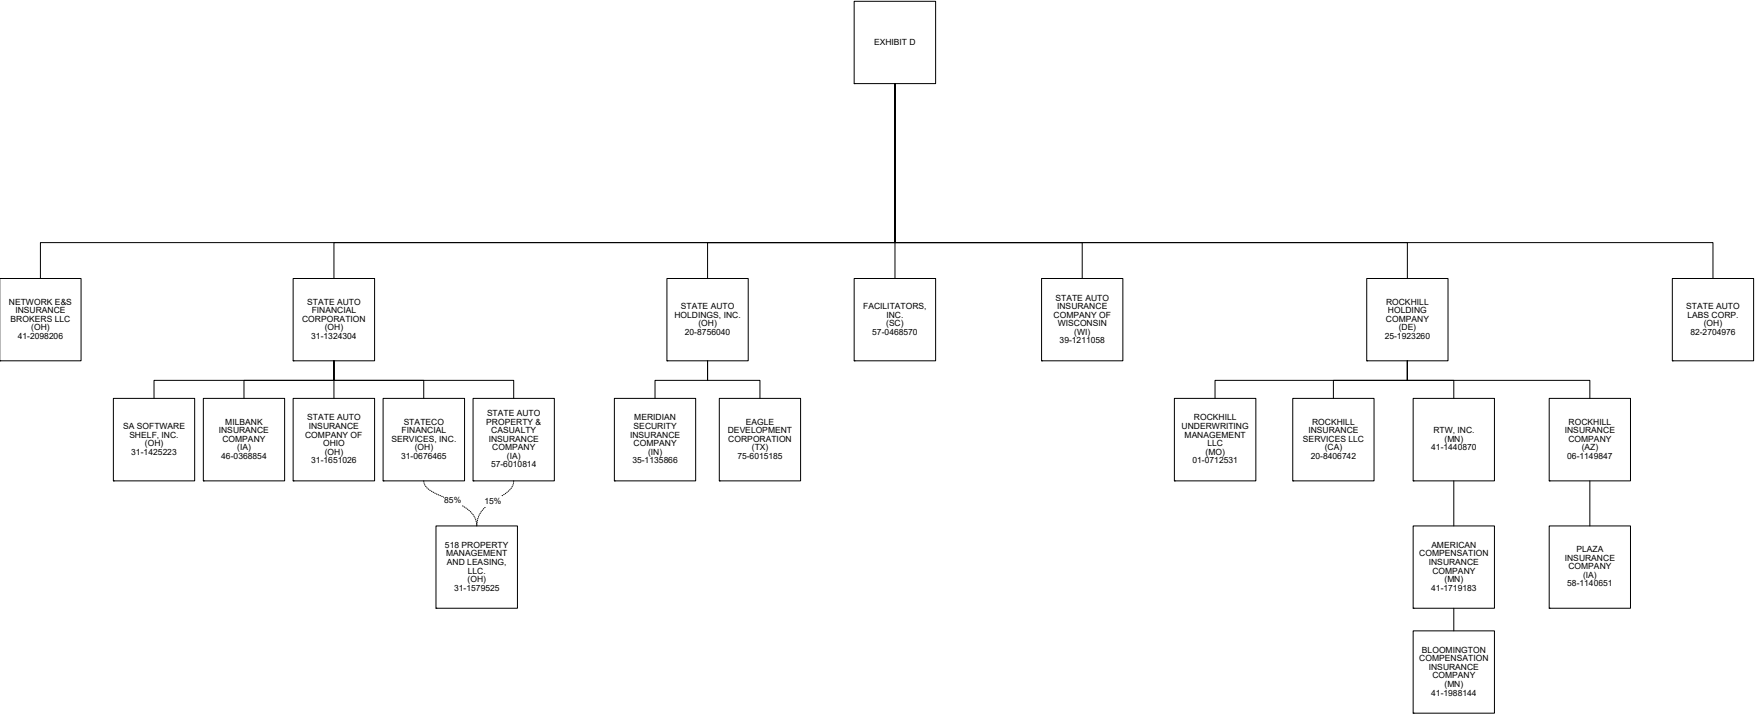 EXHIBIT D
NETWORK E&S
INSURANCE
BROKERS LLC
(OH)
41-2098206
STATE AUTO
FINANCIAL
CORPORATION
(OH)
31-1324304
STATE AUTO
HOLDINGS, INC.
(OH)
20-8756040
FACILITATORS,
INC.
(SC)
57-0468570
STATE AUTO
INSURANCE
COMPANY OF
WISCONSIN
(WI)
39-1211058
ROCKHILL
HOLDING
COMPANY
(DE)
25-1923260
STATE AUTO
LABS CORP.
(OH)
82-2704976
SA SOFTWARE
SHELF, INC.
(OH)
31-1425223
MILBANK
INSURANCE
COMPANY
(IA)
46-0368854
STATE AUTO
INSURANCE
COMPANY OF
OHIO
(OH)
31-1651026
STATECO
FINANCIAL
SERVICES, INC.
(OH)
31-0676465
STATE AUTO
PROPERTY &
CASUALTY
INSURANCE
COMPANY
(IA)
57-6010814
MERIDIAN
SECURITY
INSURANCE
COMPANY
(IN)
35-1135866
EAGLE
DEVELOPMENT
CORPORATION
(TX)
75-6015185
ROCKHILL
UNDERWRITING
MANAGEMENT
LLC
(MO)
01-0712531
ROCKHILL
INSURANCE
SERVICES LLC
(CA)
20-8406742
RTW, INC.
(MN)
41-1440870
ROCKHILL
INSURANCE
COMPANY
(AZ)
06-1149847
85%
15%
518 PROPERTY
MANAGEMENT
AND LEASING,
LLC.
(OH)
31-1579525
AMERICAN
COMPENSATION
INSURANCE
COMPANY
(MN)
41-1719183
PLAZA
INSURANCE
COMPANY
(IA)
58-1140651
BLOOMINGTON
COMPENSATION
INSURANCE
COMPANY
(MN)
41-1988144